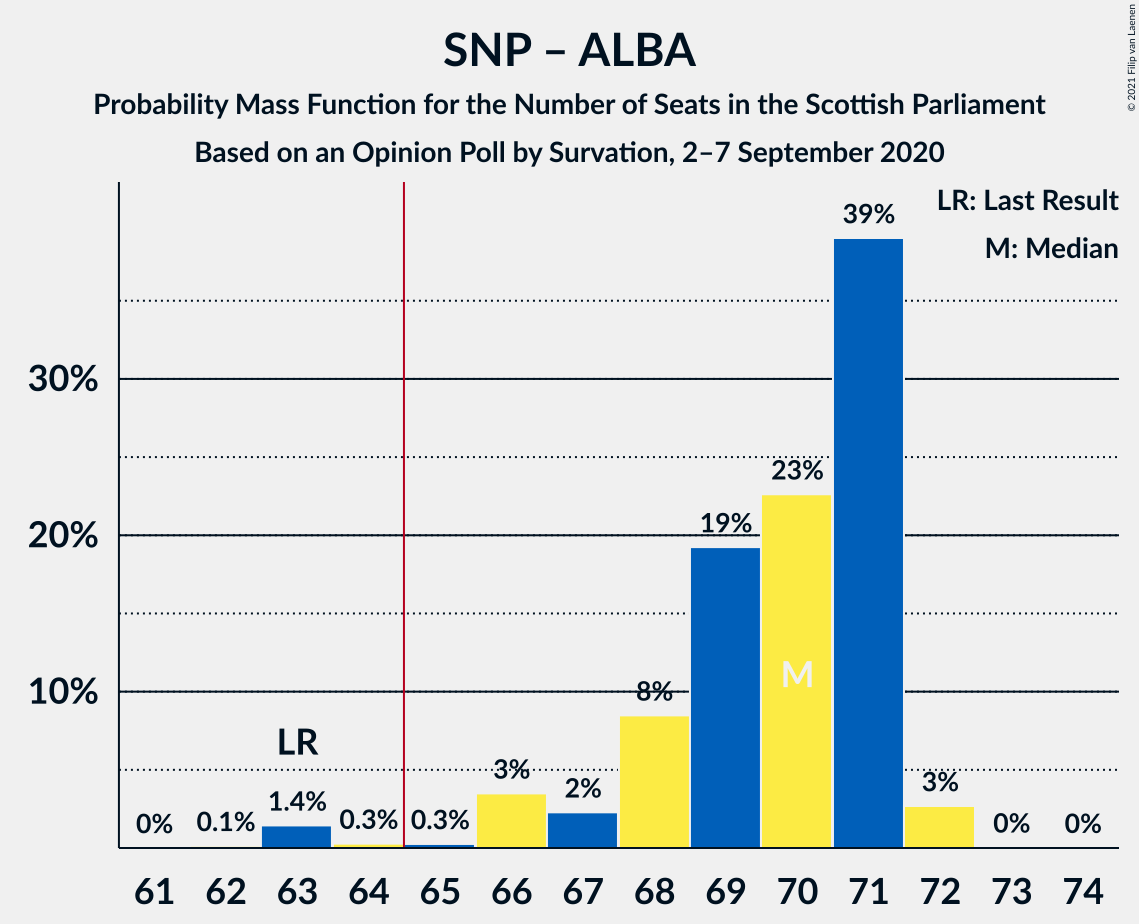 SNP – ALBA
Probability Mass Function for the Number of Seats in the Scottish Parliament
Based on an Opinion Poll by Survation, 2–7 September 2020
© 2021 Filip van Laenen
LR: Last Result
M: Median
39%
30%
23%
20%
19%
M
10%
8%
LR
3%
3%
2%
1.4%
0%
0.1%
0.3%
0.3%
0%
0%
61 62 63 64 65 66 67 68 69 70 71 72 73 74